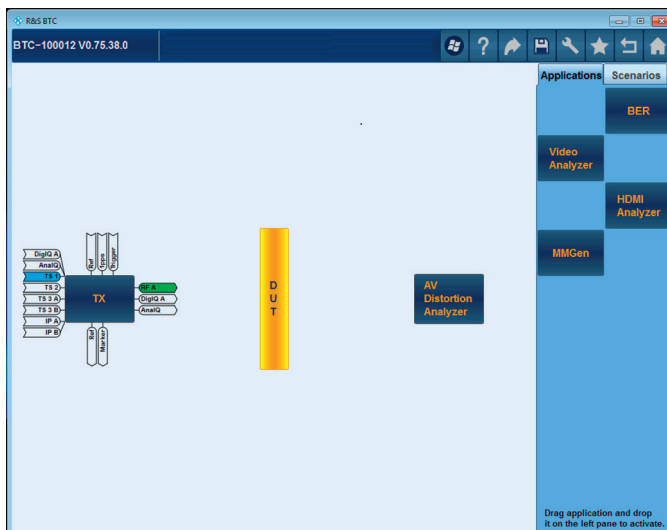 R&S BTC
BTC-100012 V0.75.38.0
?
Applications
Scenarios
BER
Video
Analyzer
HDMI
Analyzer
MMGen
DigIQ A
AnalQ
TS 1
TS 2
TS 3 A
TS 3 B
IP A
IP B
Ref
1pps
Trigger
TX
RF A
DigIQ A
AnalQ
Ref
Marker
D
U
T
AV
Distortion
Analyzer
Drag application and drop
it on the left pane to activate.